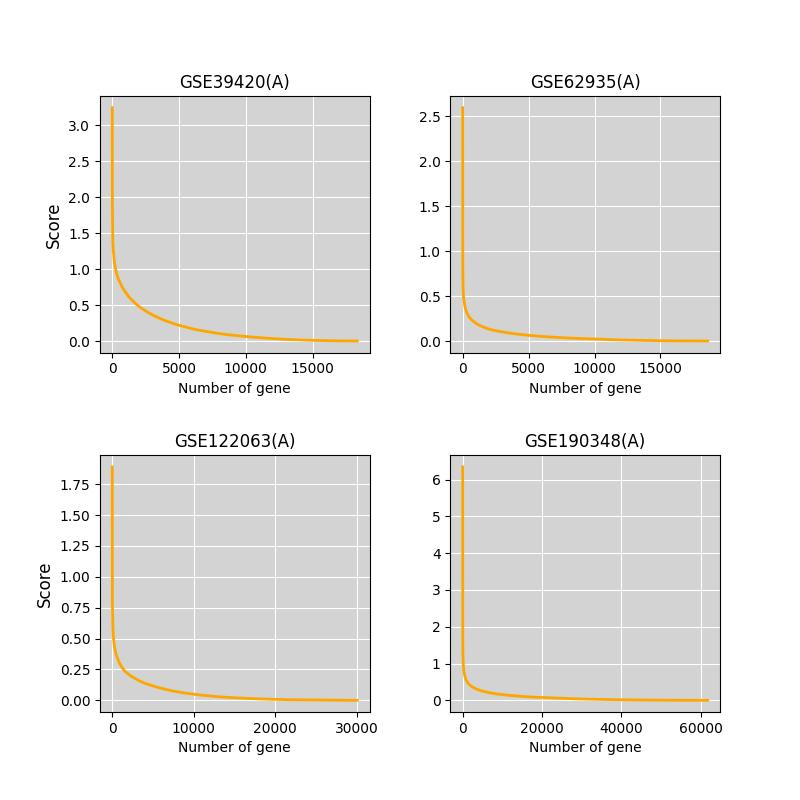 GSE39420(A)
GSE62935(A)
3.0
2.5
2.0
1.5
1.0
0.5
0.0
Score
0 5000 10000 15000
Number of gene
2.5
2.0
1.5
1.0
0.5
0.0
0 5000 10000 15000
Number of gene
GSE122063(A)
GSE190348(A)
1.75
1.50
1.25
1.00
0.75
0.50
0.25
0.00
Score
0 10000 20000 30000
Number of gene
6
5
4
3
2
1
0
0 20000 40000 60000
Number of gene